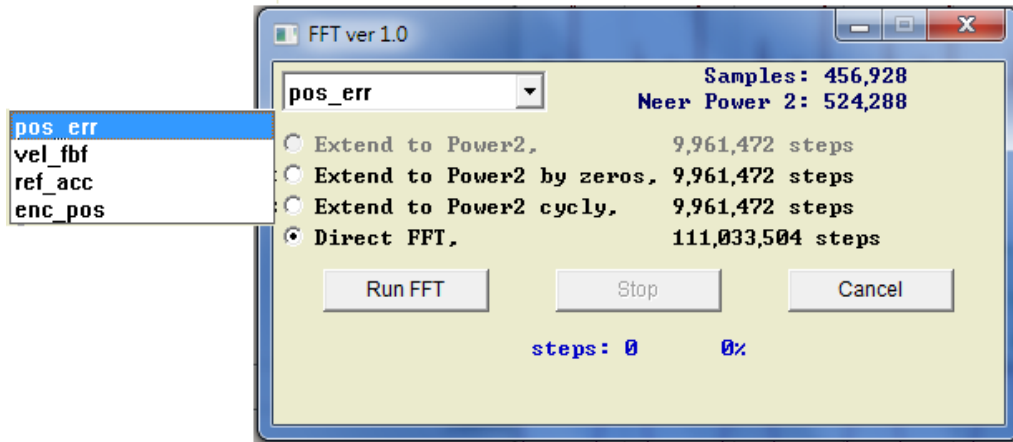 FFT ver 1.0
pos_err
Samples: 456,928
Neer Power 2: 524,288
pos_err
vel_fbf
ref_acc
enc_pos
Extend to Power2, 9,961,472 steps
Extend to Power2 by zeros, 9,961,472 steps
Extend to Power2 cycly, 9,961,472 steps
Direct FFT, 111,033,504 steps
Run FFT Stop Cancel
steps: 0 0%